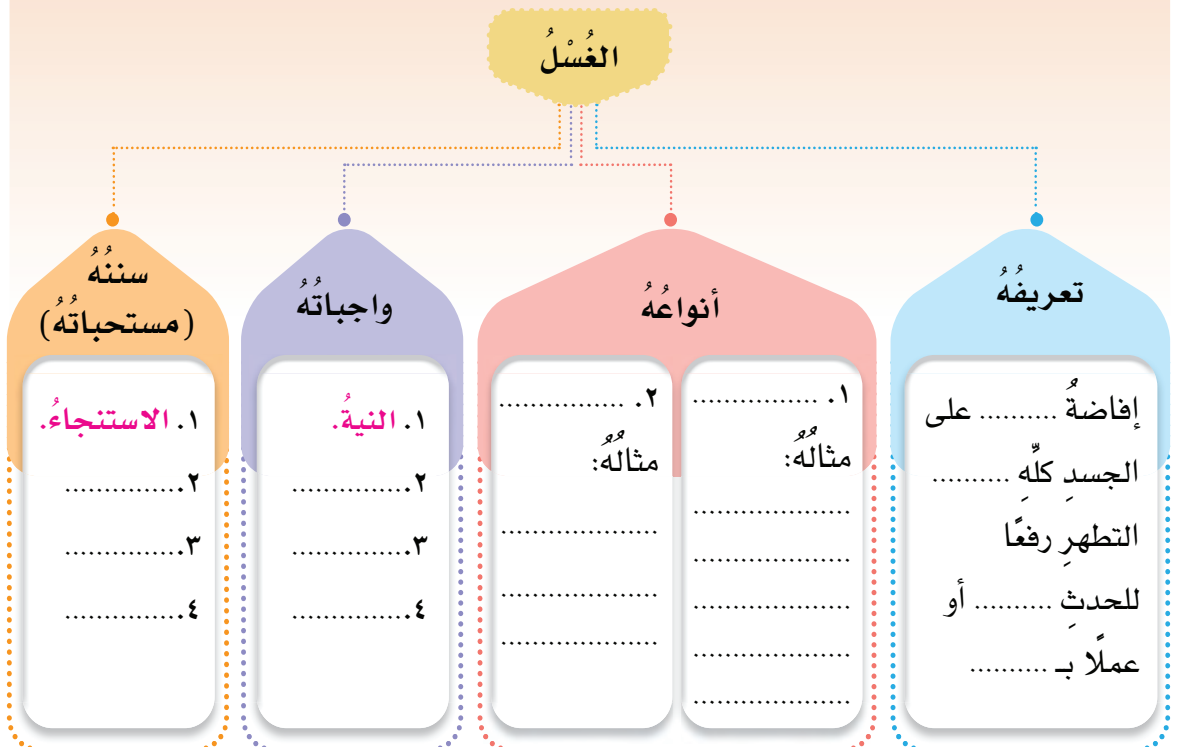 الغُسْلُ
تعريفُهُ
إفاضةٌ .......... على
الجسدِ كلِّهِ ..........
التطهرِ رفعًا
للحدثِ .......... أو
عملًا بـ ..........
أنواعُهُ
١. ................
مثالُهُ:
....................
....................
....................
....................
....................
٢. ................
مثالُهُ:
....................
....................
....................
واجباتُهُ
١. النيةُ.
٢...............
٣...............
٤...............
سننُهُ
(مستحباتُهُ)
١. الاستنجاءُ.
٢...............
٣...............
٤...............